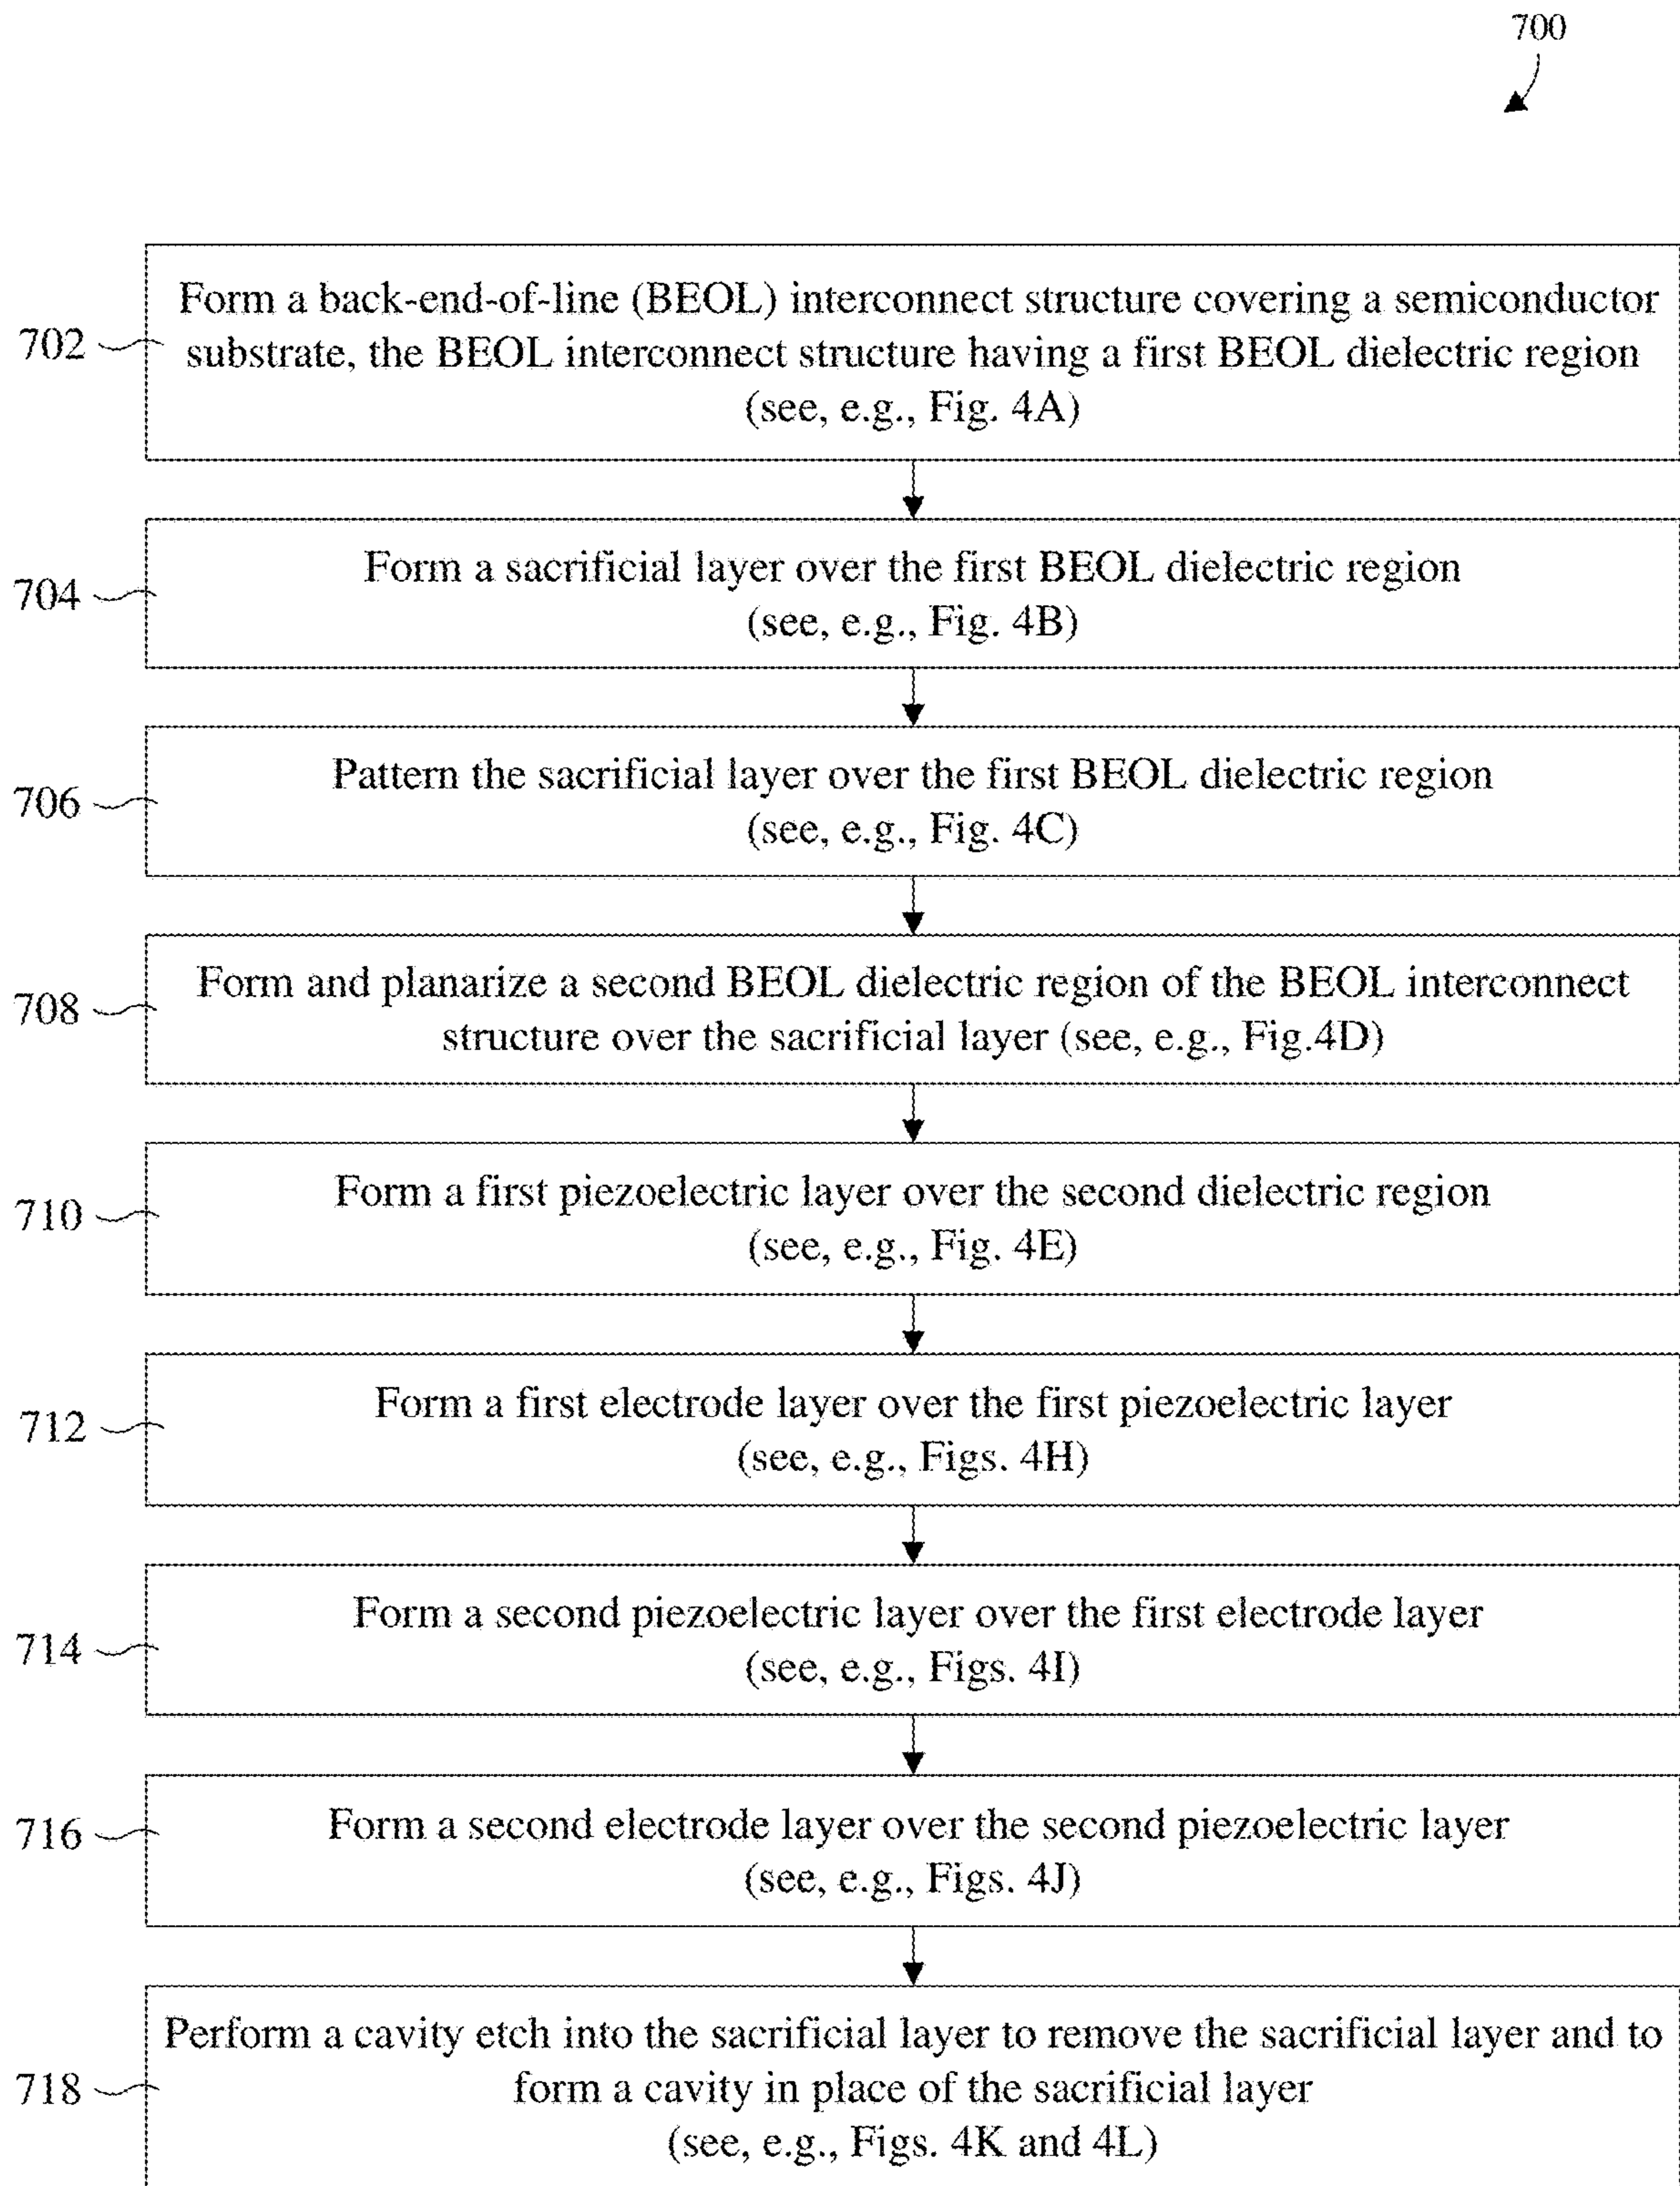 700
702
Form a back-end-of-line (BEOL) interconnect structure covering a semiconductor
substrate, the BEOL interconnect structure having a first BEOL dielectric region
(see, e.g., Fig. 4A)
704
Form a sacrificial layer over the first BEOL dielectric region
(see, e.g., Fig. 4B)
706
Pattern the sacrificial layer over the first BEOL dielectric region
(see, e.g., Fig. 4C)
708
Form and planarize a second BEOL dielectric region of the BEOL interconnect
structure over the sacrificial layer (see, e.g., Fig.4D)
710
Form a first piezoelectric layer over the second dielectric region
(see, e.g., Fig. 4E)
712
Form a first electrode layer over the first piezoelectric layer
(see, e.g., Figs. 4H)
714
Form a second piezoelectric layer over the first electrode layer
(see, e.g., Figs. 4I)
716
Form a second electrode layer over the second piezoelectric layer
(see, e.g., Figs. 4J)
718
Perform a cavity etch into the sacrificial layer to remove the sacrificial layer and to
form a cavity in place of the sacrificial layer
(see, e.g., Figs. 4K and 4L)